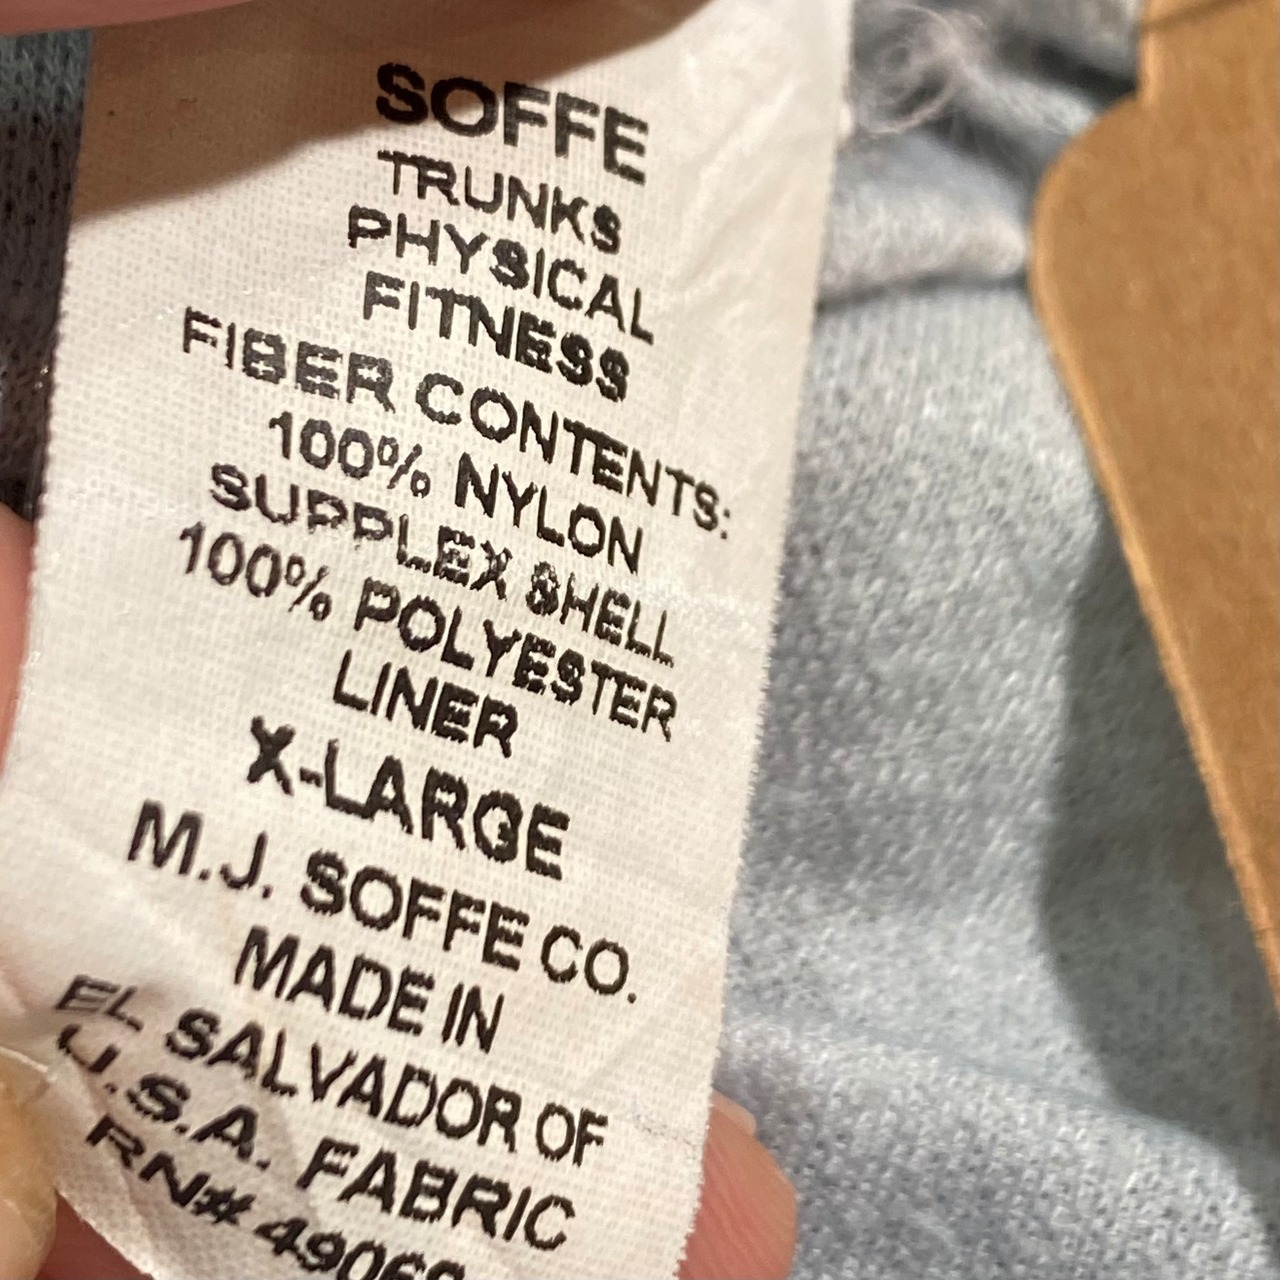 SOFFE
TRUNKS
PHYSICAL
FITNESS
FIBER CONTENTS:
100% NYLON
SUPPLEX SHELL
100% POLYESTER
LINER
X-LARGE
M.J. SOFFE CO.
MADE IN
EL SALVADOR OF
U.S.A. FABRIC
RN#